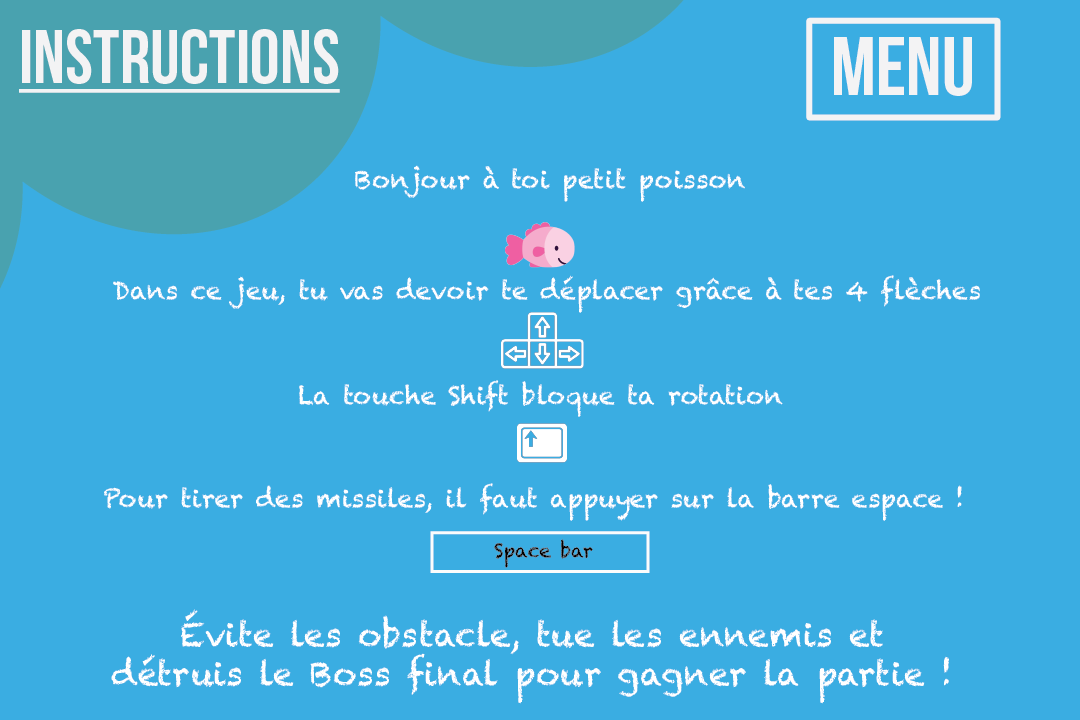 INSTRUCTIONS
MENU
Bonjour à toi petit poisson
Dans ce jeu, tu vas devoir te déplacer grâce à tes 4 flèches
La touche Shift bloque ta rotation
Pour tirer des missiles, il faut appuyer sur la barre espace !
Space bar
Évite les obstacle, tue les ennemis et
détruis le Boss final pour gagner la partie !